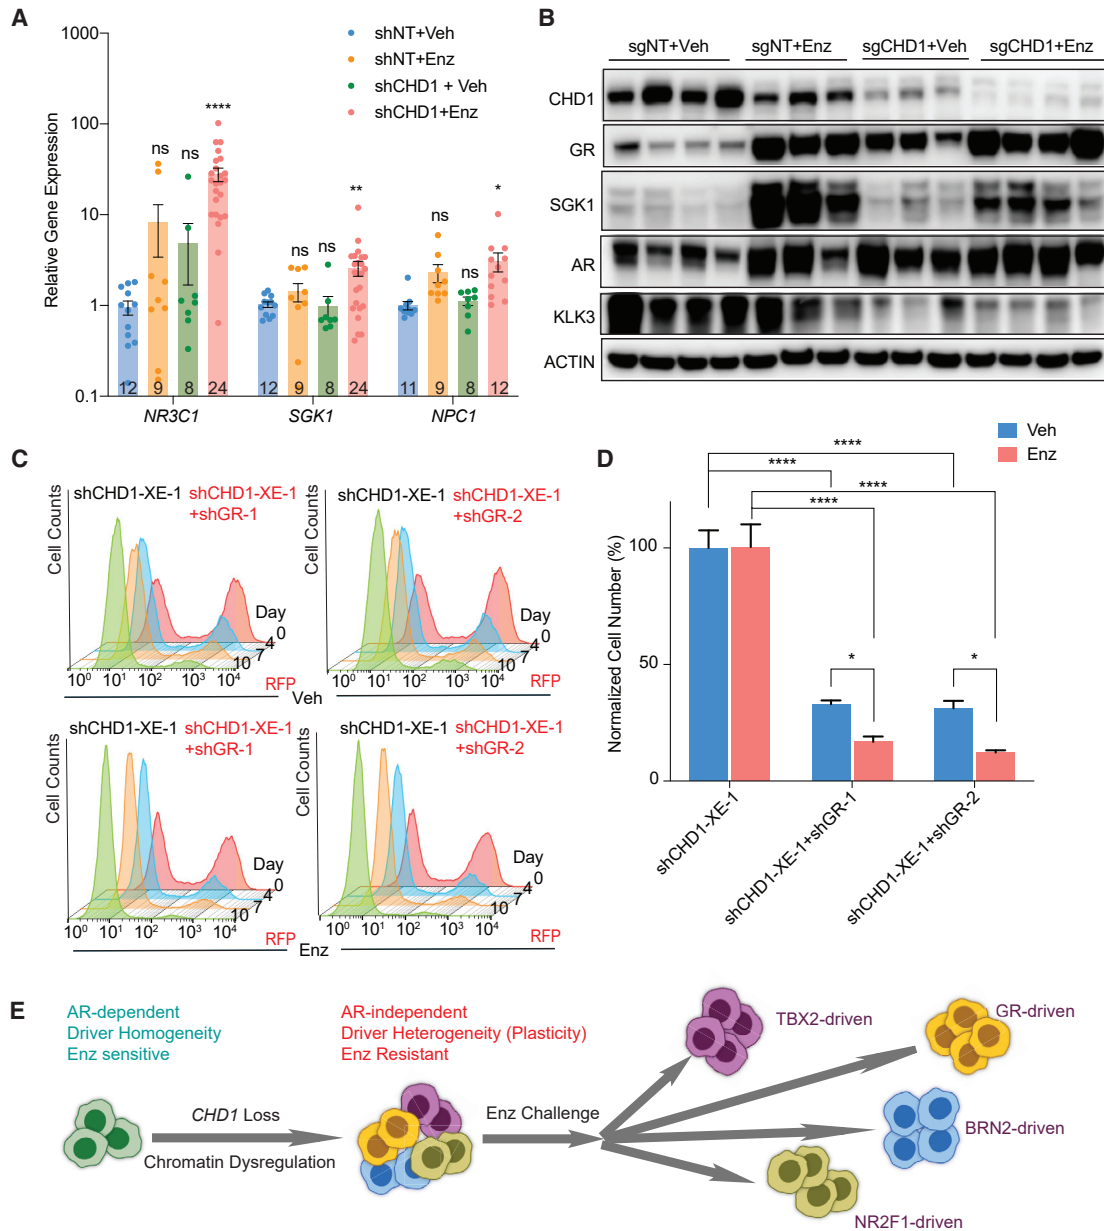 A
1000
100
10
1
0.1
Relative Gene Expression
shNT+Veh
shNT+Enz
shCHD1 + Veh
shCHD1+Enz
ns
ns
****
ns
ns
**
ns
ns
*
12 9 8 24 12 9 8 24 11 9 8 12
NR3C1 SGK1 NPC1
B
sgNT+Veh sgNT+Enz sgCHD1+Veh sgCHD1+Enz
CHD1
GR
SGK1
AR
KLK3
ACTIN
C
shCHD1-XE-1 shCHD1-XE-1
+shGR-1
Cell Counts
Day
0
4
7
10
10⁰ 10¹ 10² 10³ 10⁴
RFP
shCHD1-XE-1 shCHD1-XE-1
+shGR-2
Cell Counts
Day
0
4
7
10
10⁰ 10¹ 10² 10³ 10⁴
RFP
Veh
shCHD1-XE-1 shCHD1-XE-1
+shGR-1
Cell Counts
Day
0
4
7
10
10⁰ 10¹ 10² 10³ 10⁴
RFP
shCHD1-XE-1 shCHD1-XE-1
+shGR-2
Cell Counts
Day
0
4
7
10
10⁰ 10¹ 10² 10³ 10⁴
RFP
Enz
D
Veh
Enz
****
****
****
****
*
*
Normalized Cell Number (%)
100
50
0
shCHD1-XE-1
shCHD1-XE-1+shGR-1
shCHD1-XE-1+shGR-2
E
AR-dependent
Driver Homogeneity
Enz sensitive
AR-independent
Driver Heterogeneity (Plasticity)
Enz Resistant
CHD1 Loss
Chromatin Dysregulation
Enz Challenge
TBX2-driven
GR-driven
BRN2-driven
NR2F1-driven